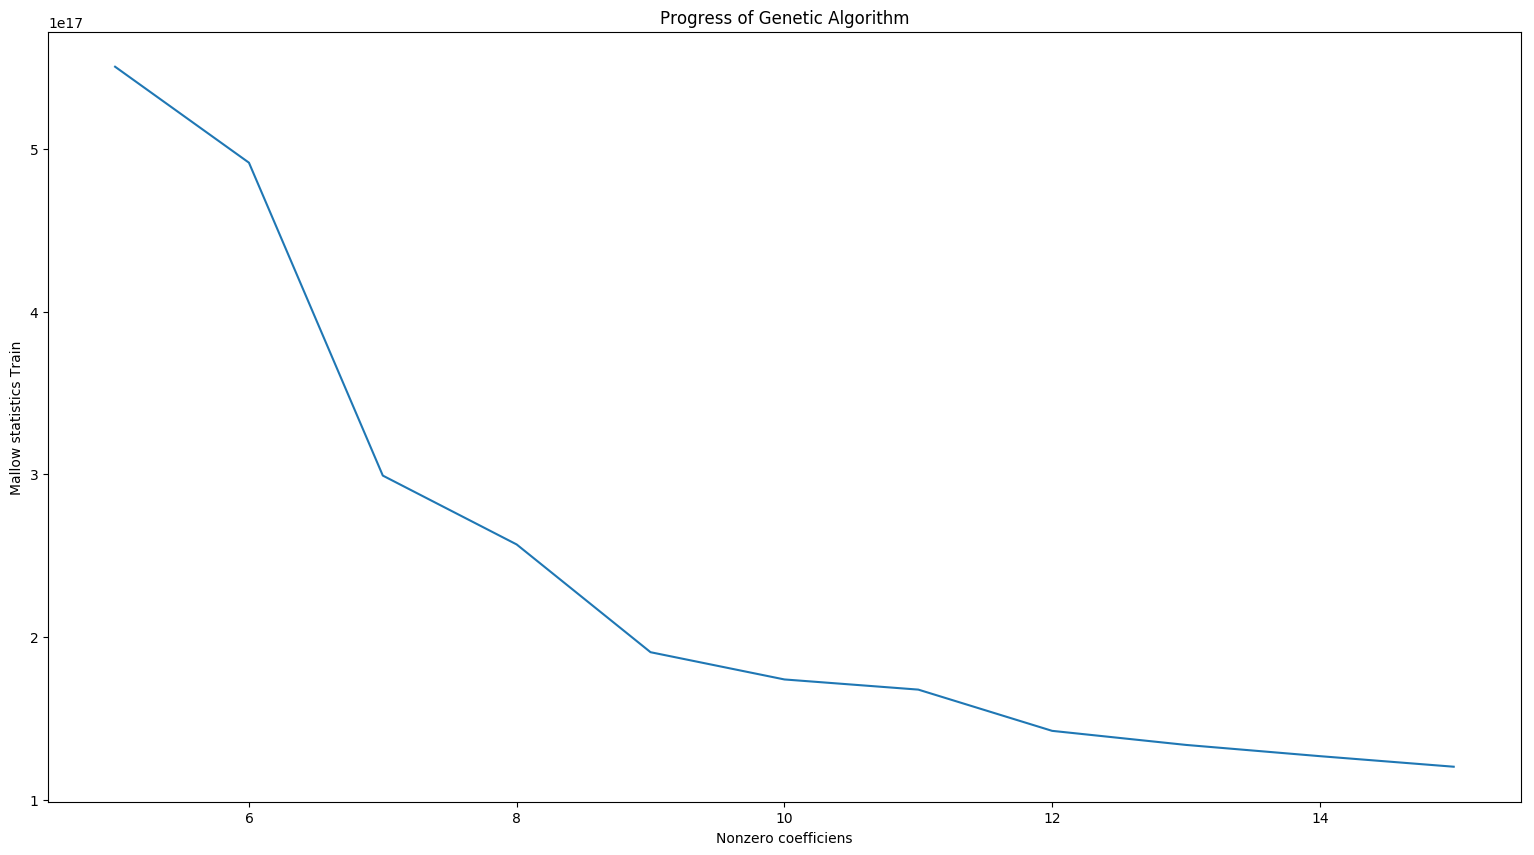 Progress of Genetic Algorithm
1e17
5
4
3
2
1
Mallow statistics Train
6 8 10 12 14
Nonzero coefficiens